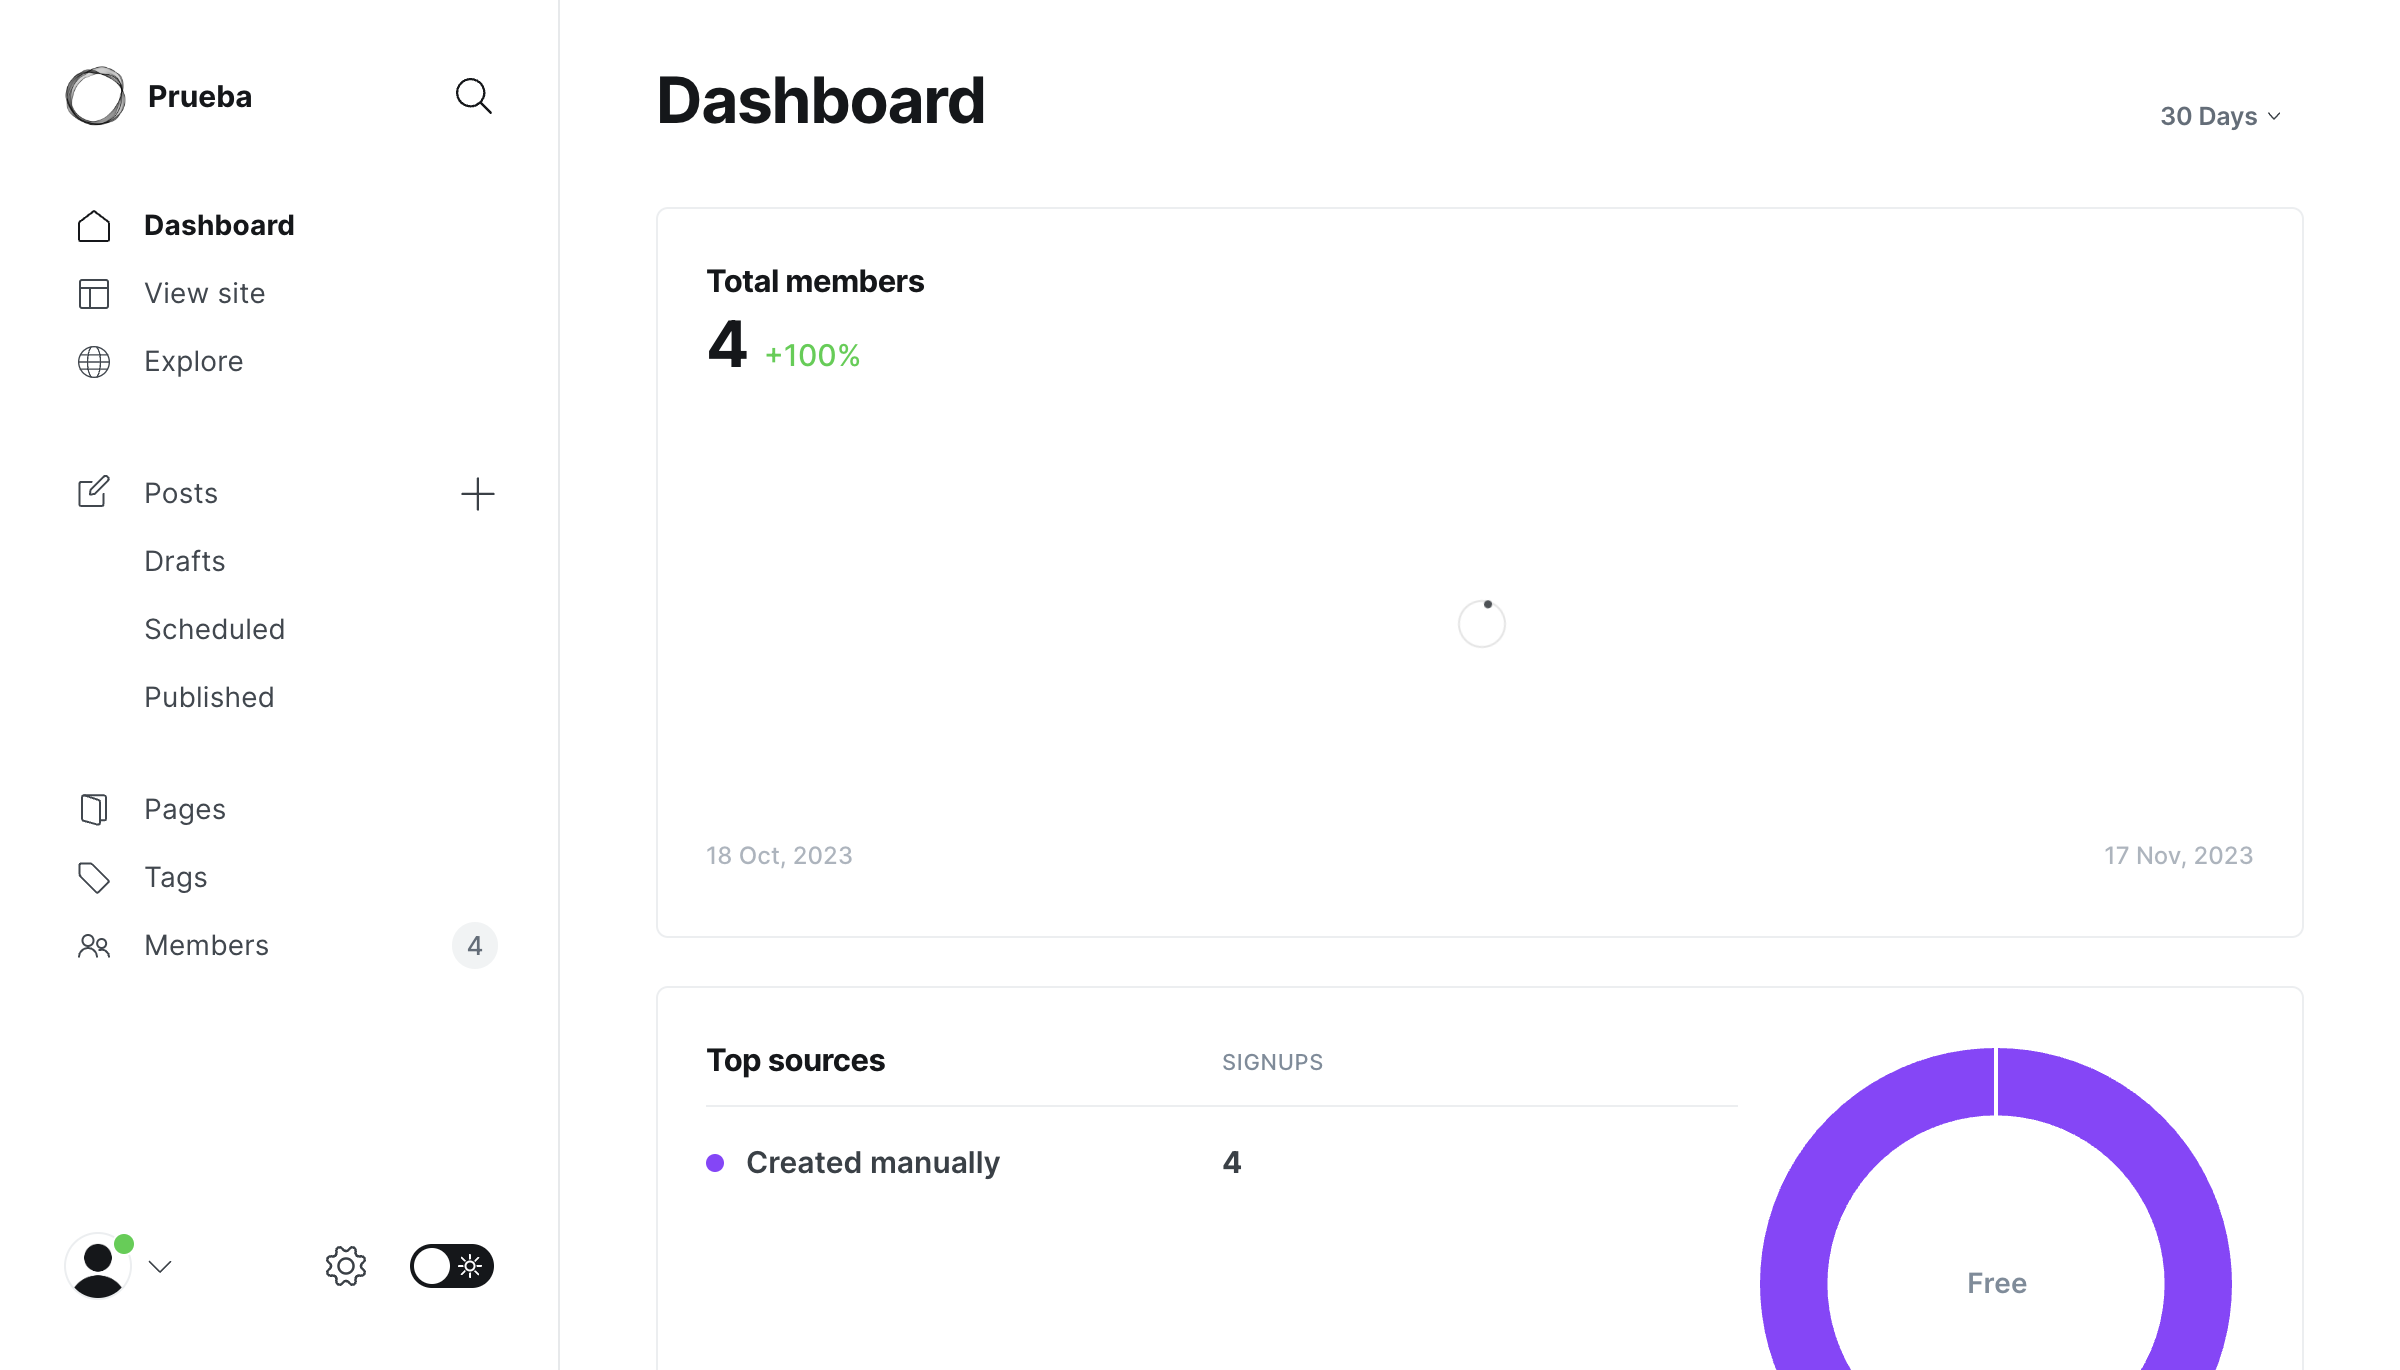 Prueba
Dashboard
View site
Explore
Posts
Drafts
Scheduled
Published
Pages
Tags
Members 4
Dashboard
30 Days
Total members
4 +100%
18 Oct, 2023 17 Nov, 2023
Top sources SIGNUPS
Created manually 4
Free